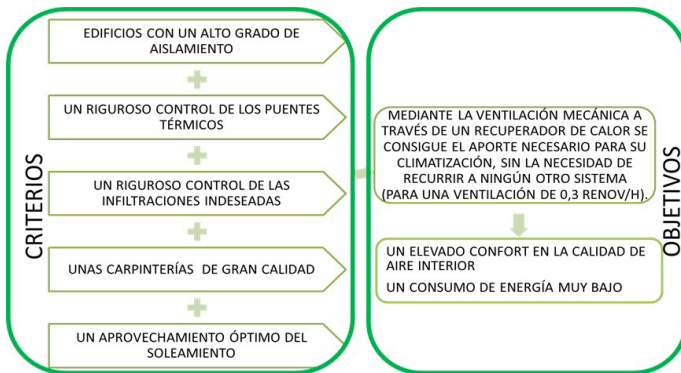 CRITERIOS
EDIFICIOS CON UN ALTO GRADO DE
AISLAMIENTO
UN RIGUROSO CONTROL DE LOS PUENTES
TÉRMICOS
UN RIGUROSO CONTROL DE LAS
INFILTRACIONES INDESEADAS
UNAS CARPINTERÍAS DE GRAN CALIDAD
UN APROVECHAMIENTO ÓPTIMO DEL
SOLEAMIENTO
MEDIANTE LA VENTILACIÓN MECÁNICA A
TRAVÉS DE UN RECUPERADOR DE CALOR SE
CONSIGUE EL APORTE NECESARIO PARA SU
CLIMATIZACIÓN, SIN LA NECESIDAD DE
RECURRIR A NINGÚN OTRO SISTEMA
(PARA UNA VENTILACIÓN DE 0,3 RENOV/H).
UN ELEVADO CONFORT EN LA CALIDAD DE
AIRE INTERIOR
UN CONSUMO DE ENERGÍA MUY BAJO
OBJETIVOS